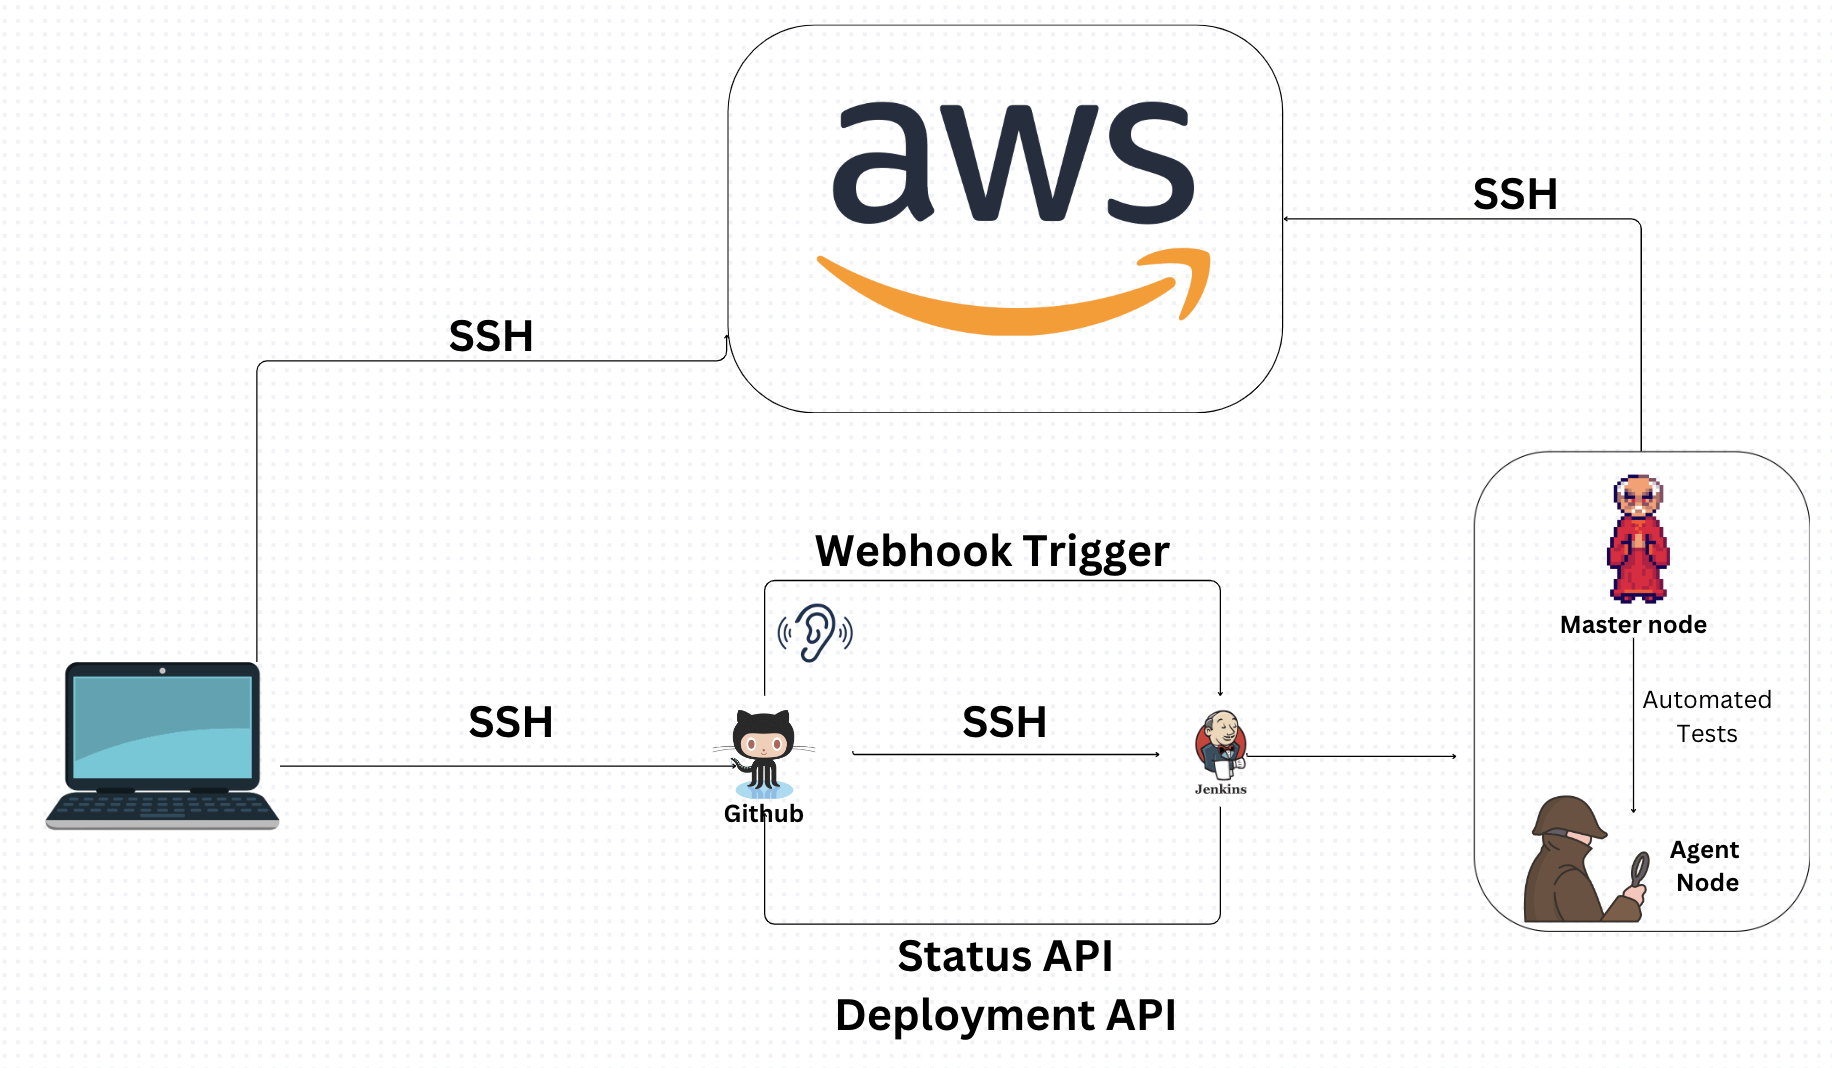 aws
SSH
SSH
Webhook Trigger
Master node
SSH
SSH
Automated
Tests
Jenkins
Github
Agent
Node
Status API
Deployment API